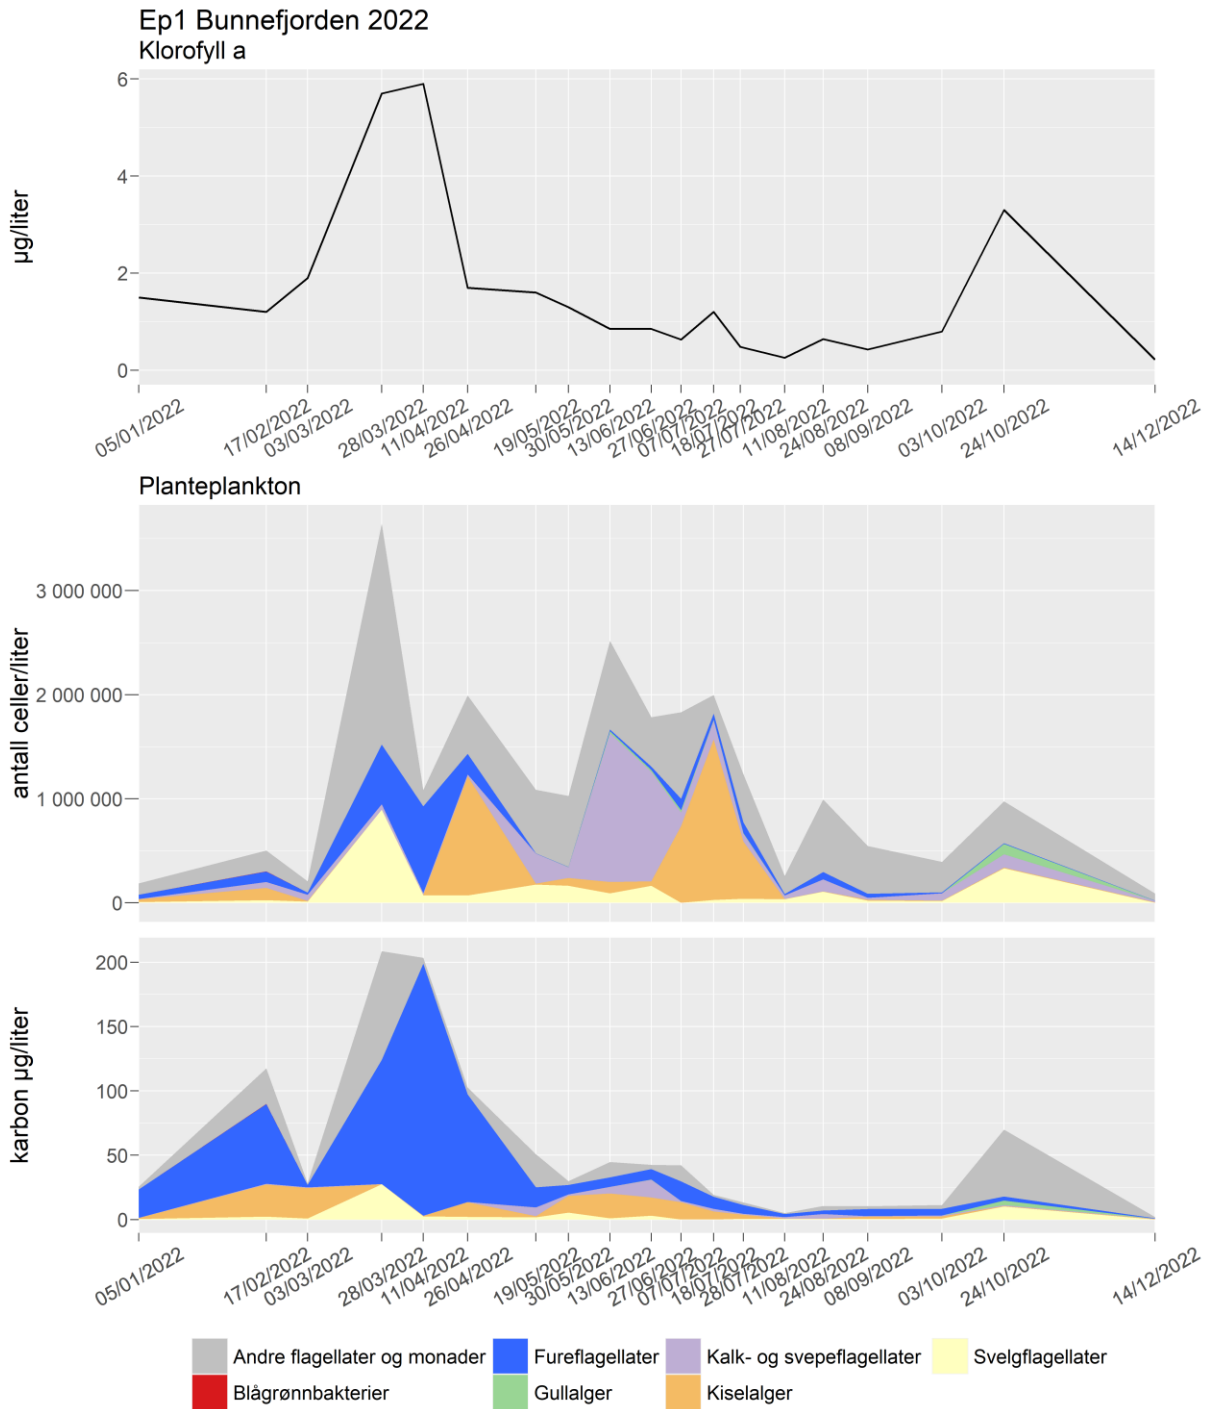 Ep1 Bunnefjorden 2022
Klorofyll a
6
4
2
0
µg/liter
05/01/2022 17/02/2022 03/03/2022 28/03/2022 11/04/2022 26/04/2022 19/05/2022 30/05/2022 13/06/2022 27/06/2022 07/07/2022 18/07/2022 27/07/2022 11/08/2022 24/08/2022 08/09/2022 03/10/2022 24/10/2022 14/12/2022
Planteplankton
3 000 000
2 000 000
1 000 000
0
antall celler/liter
200
150
100
50
0
karbon µg/liter
05/01/2022 17/02/2022 03/03/2022 28/03/2022 11/04/2022 26/04/2022 19/05/2022 30/05/2022 13/06/2022 27/06/2022 07/07/2022 18/07/2022 28/07/2022 11/08/2022 24/08/2022 08/09/2022 03/10/2022 24/10/2022 14/12/2022
Andre flagellater og monader Fureflagellater Kalk- og svepeflagellater Svelgflagellater
Blågrønnbakterier Gullalger Kiselalger